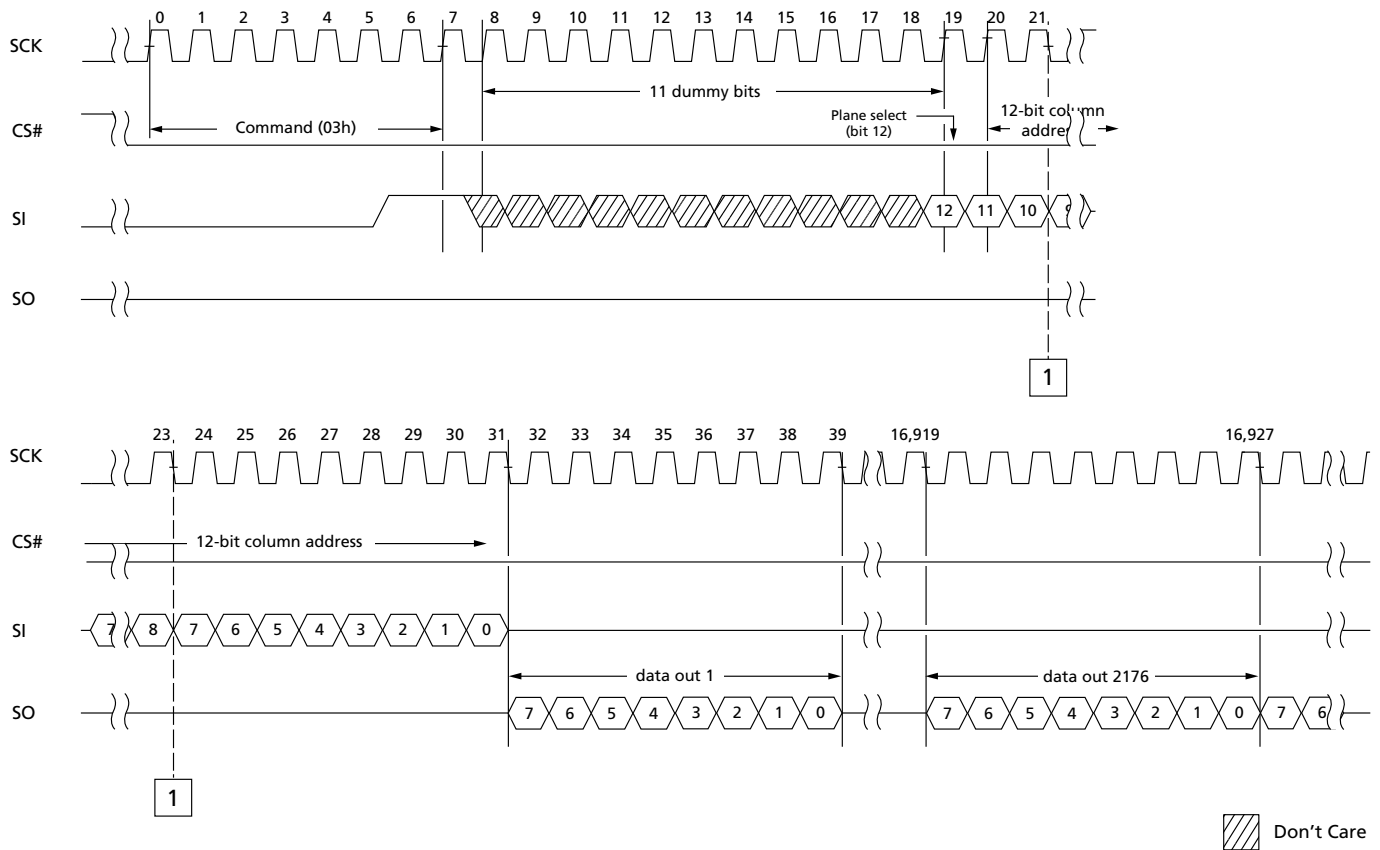 0 1 2 3 4 5 6 7 8 9 10 11 12 13 14 15 16 17 18 19 20 21
SCK
11 dummy bits
12-bit column
address
Plane select
(bit 12)
CS#
Command (03h)
SI
12 11 10 9
SO
1
23 24 25 26 27 28 29 30 31 32 33 34 35 36 37 38 39 16,919 16,927
SCK
CS#
12-bit column address
SI
7 8 7 6 5 4 3 2 1 0
data out 1
data out 2176
SO
7 6 5 4 3 2 1 0 7 6 5 4 3 2 1 0 7 6
1
Don't Care